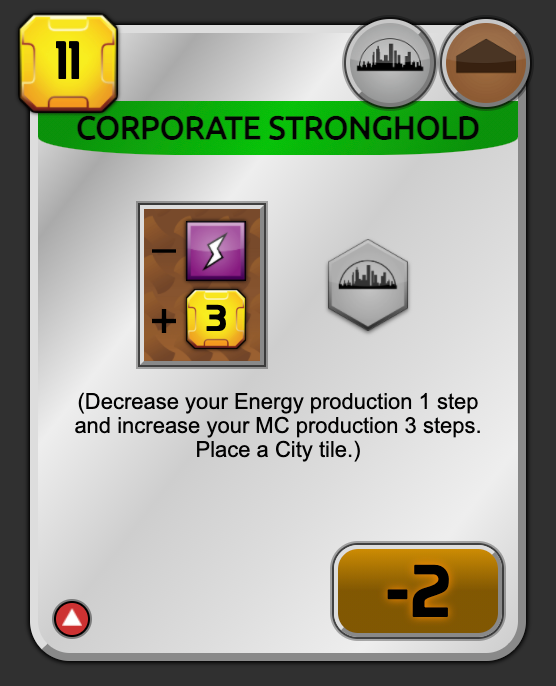 11
CORPORATE STRONGHOLD
−
+ 3
(Decrease your Energy production 1 step
and increase your MC production 3 steps.
Place a City tile.)
-2